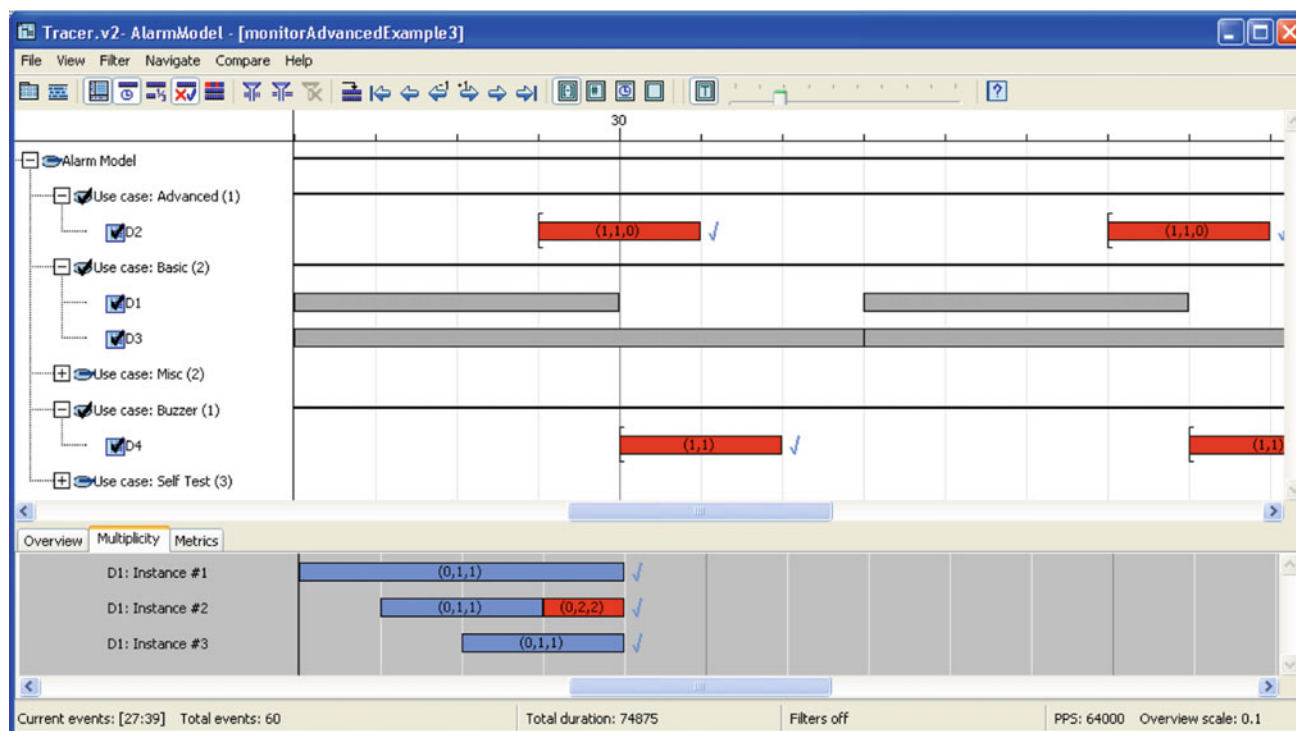 Tracer.v2- AlarmModel - [monitorAdvancedExample3]
File View Filter Navigate Compare Help
30
Alarm Model
Use case: Advanced (1)
D2 (1,1,0) (1,1,0)
Use case: Basic (2)
D1
D3
Use case: Misc (2)
Use case: Buzzer (1)
D4 (1,1) (1,1)
Use case: Self Test (3)
Overview Multiplicity Metrics
D1: Instance #1 (0,1,1)
D1: Instance #2 (0,1,1) (0,2,2)
D1: Instance #3 (0,1,1)
Current events: [27:39] Total events: 60 Total duration: 74875 Filters off PPS: 64000 Overview scale: 0.1